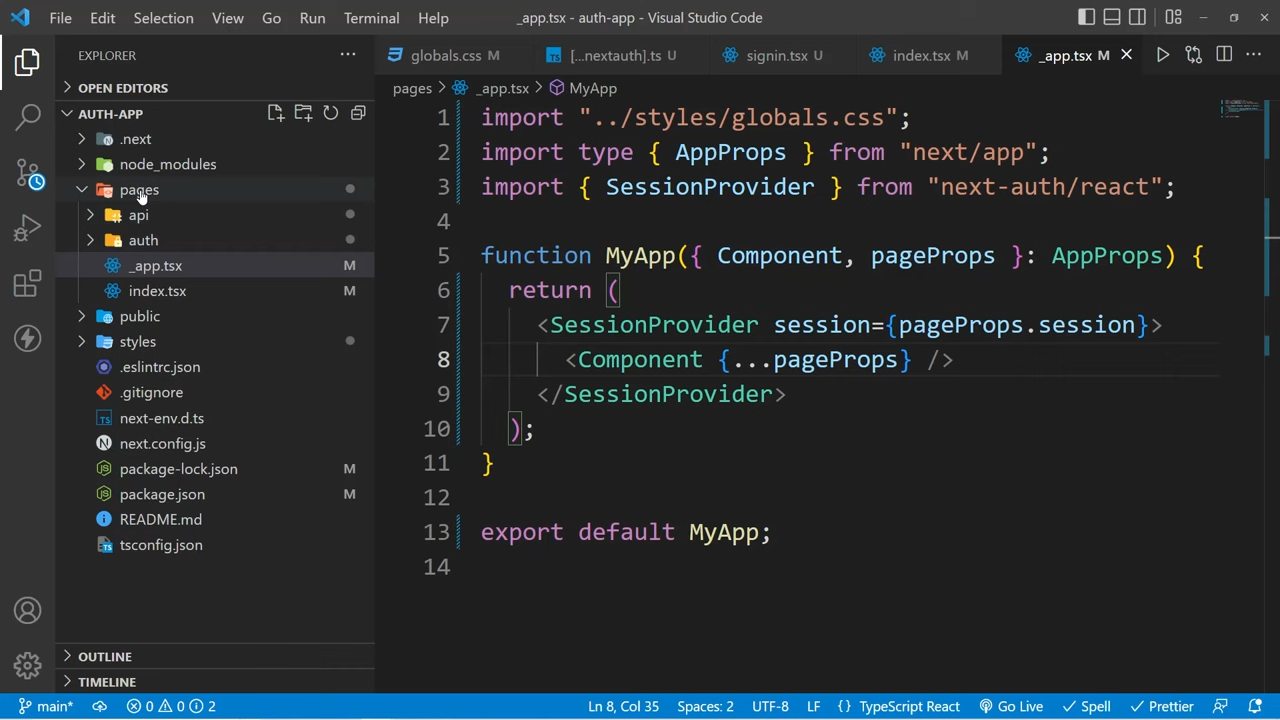 File Edit Selection View Go Run Terminal Help _app.tsx - auth-app - Visual Studio Code
EXPLORER
OPEN EDITORS
AUTH-APP
.next
node_modules
pages
api
auth
_app.tsx M
index.tsx M
public
styles
.eslintrc.json
.gitignore
TS next-env.d.ts
next.config.js
package-lock.json M
package.json M
README.md
tsconfig.json
OUTLINE
TIMELINE
globals.css M TS [...nextauth].ts U signin.tsx U index.tsx M _app.tsx M
pages > _app.tsx > MyApp
1 import "../styles/globals.css";
2 import type { AppProps } from "next/app";
3 import { SessionProvider } from "next-auth/react";
4
5 function MyApp({ Component, pageProps }: AppProps) {
6 return (
7 <SessionProvider session={pageProps.session}>
8 <Component {...pageProps} />
9 </SessionProvider>
10 );
11 }
12
13 export default MyApp;
14
main* 0 0 2 Ln 8, Col 35 Spaces: 2 UTF-8 LF { } TypeScript React Go Live Spell Prettier